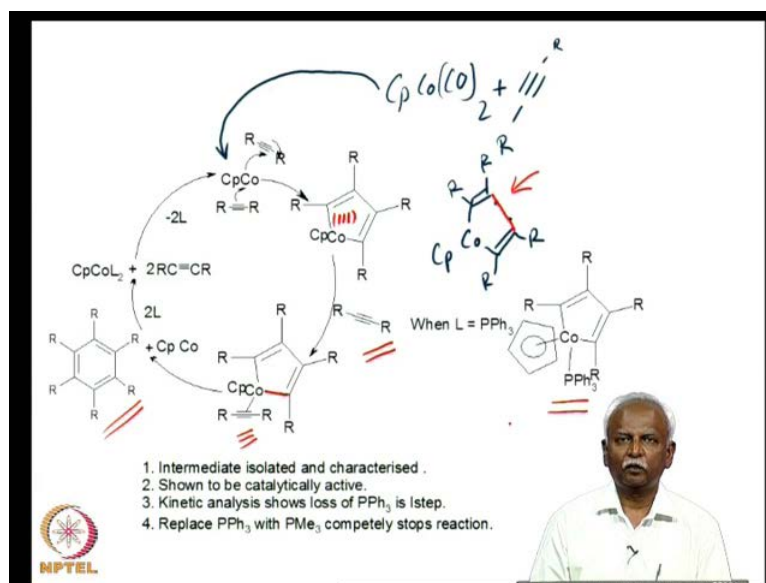 CpCo(CO)2 + R
R
R
R
CpCo
R≡R
R
R
R
R
CpCo
(III)
R
R
R
R
Cp Co
-2L
CpCoL2 + 2RC≡CR
2L
R
R
R
R
R
R
+ Cp Co
R
R
R
R
CpCo
R≡R
R
R
When L = PPh3
R
R
R
R
Co
PPh3
1. Intermediate isolated and characterised .
2. Shown to be catalytically active.
3. Kinetic analysis shows loss of PPh3 is Istep.
4. Replace PPh3 with PMe3 competely stops reaction.
NPTEL